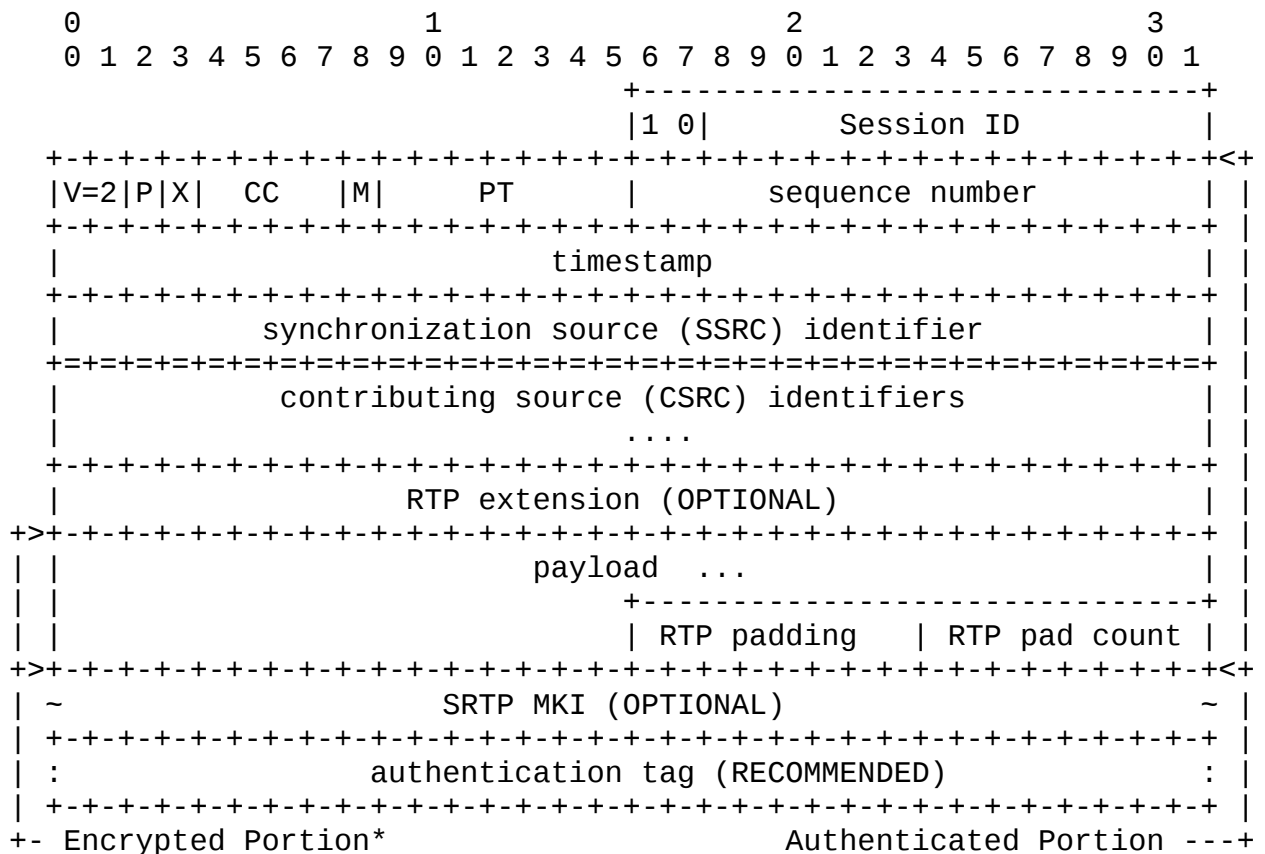 0                   1                   2                   3
    0 1 2 3 4 5 6 7 8 9 0 1 2 3 4 5 6 7 8 9 0 1 2 3 4 5 6 7 8 9 0 1
                                   +-------------------------------+
                                   |1 0|       Session ID          |
   +-+-+-+-+-+-+-+-+-+-+-+-+-+-+-+-+-+-+-+-+-+-+-+-+-+-+-+-+-+-+-+-+<+
   |V=2|P|X|  CC   |M|     PT      |       sequence number         | |
   +-+-+-+-+-+-+-+-+-+-+-+-+-+-+-+-+-+-+-+-+-+-+-+-+-+-+-+-+-+-+-+-+ |
   |                           timestamp                           | |
   +-+-+-+-+-+-+-+-+-+-+-+-+-+-+-+-+-+-+-+-+-+-+-+-+-+-+-+-+-+-+-+-+ |
   |           synchronization source (SSRC) identifier            | |
   +=+=+=+=+=+=+=+=+=+=+=+=+=+=+=+=+=+=+=+=+=+=+=+=+=+=+=+=+=+=+=+=+ |
   |            contributing source (CSRC) identifiers             | |
   |                               ....                            | |
   +-+-+-+-+-+-+-+-+-+-+-+-+-+-+-+-+-+-+-+-+-+-+-+-+-+-+-+-+-+-+-+-+ |
   |                   RTP extension (OPTIONAL)                    | |
 +>+-+-+-+-+-+-+-+-+-+-+-+-+-+-+-+-+-+-+-+-+-+-+-+-+-+-+-+-+-+-+-+-+ |
 | |                          payload  ...                         | |
 | |                               +-------------------------------+ |
 | |                               | RTP padding   | RTP pad count | |
 +>+-+-+-+-+-+-+-+-+-+-+-+-+-+-+-+-+-+-+-+-+-+-+-+-+-+-+-+-+-+-+-+-+<+
 | ~                     SRTP MKI (OPTIONAL)                       ~ |
 | +-+-+-+-+-+-+-+-+-+-+-+-+-+-+-+-+-+-+-+-+-+-+-+-+-+-+-+-+-+-+-+-+ |
 | :                 authentication tag (RECOMMENDED)              : |
 | +-+-+-+-+-+-+-+-+-+-+-+-+-+-+-+-+-+-+-+-+-+-+-+-+-+-+-+-+-+-+-+-+ |
 +- Encrypted Portion*                      Authenticated Portion ---+